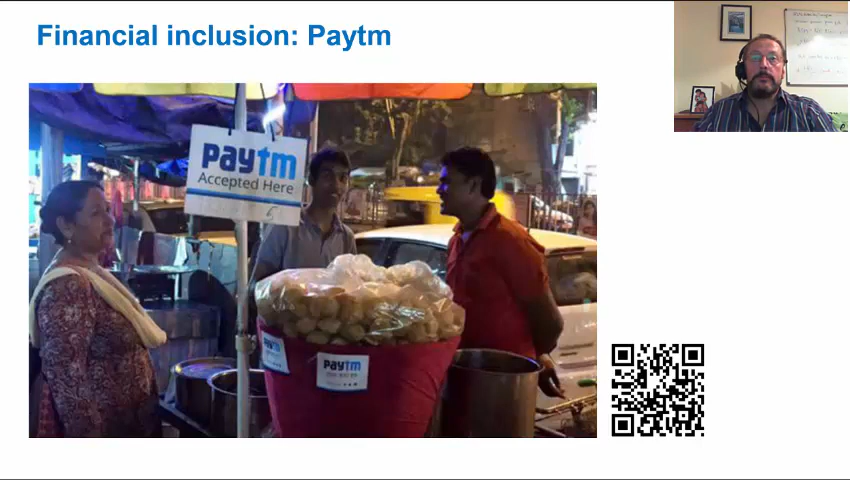 Financial inclusion: Paytm
paytm
Accepted Here
paytm
paytm